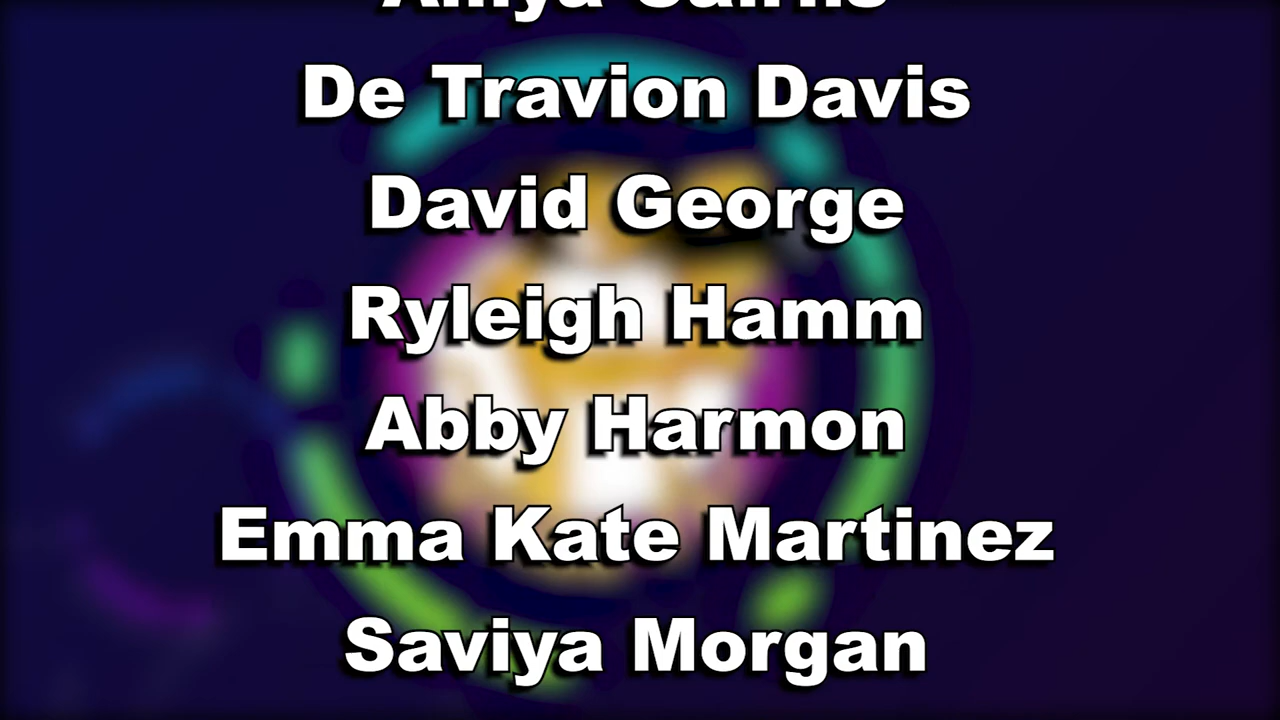 De Travion Davis
David George
Ryleigh Hamm
Abby Harmon
Emma Kate Martinez
Saviya Morgan